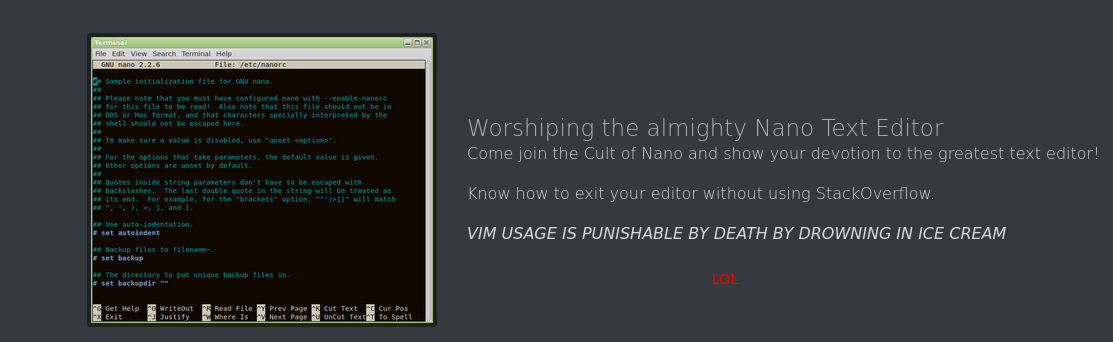 Terminal
File Edit View Search Terminal Help
GNU nano 2.2.6 File: /etc/nanorc
## Sample initialization file for GNU nano.
##
## Please note that you must have configured nano with --enable-nanorc
## for this file to be read! Also note that this file should not be in
## DOS or Mac format, and that characters specially interpreted by the
## shell should not be escaped here.
##
## To make sure a value is disabled, use "unset <option>".
##
## For the options that take parameters, the default value is given.
## Other options are unset by default.
##
## Quotes inside string parameters don't have to be escaped with
## backslashes. The last double quote in the string will be treated as
## its end. For example, for the "brackets" option, ""')>]}" will match
## ", ', ), >, ], and }.
## Use auto-indentation.
# set autoindent
## Backup files to filename~.
# set backup
## The directory to put unique backup files in.
# set backupdir ""
^G Get Help ^O WriteOut ^R Read File ^Y Prev Page ^K Cut Text ^C Cur Pos
^X Exit ^J Justify ^W Where Is ^V Next Page ^U UnCut Text ^T To Spell
Worshiping the almighty Nano Text Editor
Come join the Cult of Nano and show your devotion to the greatest text editor!
Know how to exit your editor without using StackOverflow.
VIM USAGE IS PUNISHABLE BY DEATH BY DROWNING IN ICE CREAM
LOL